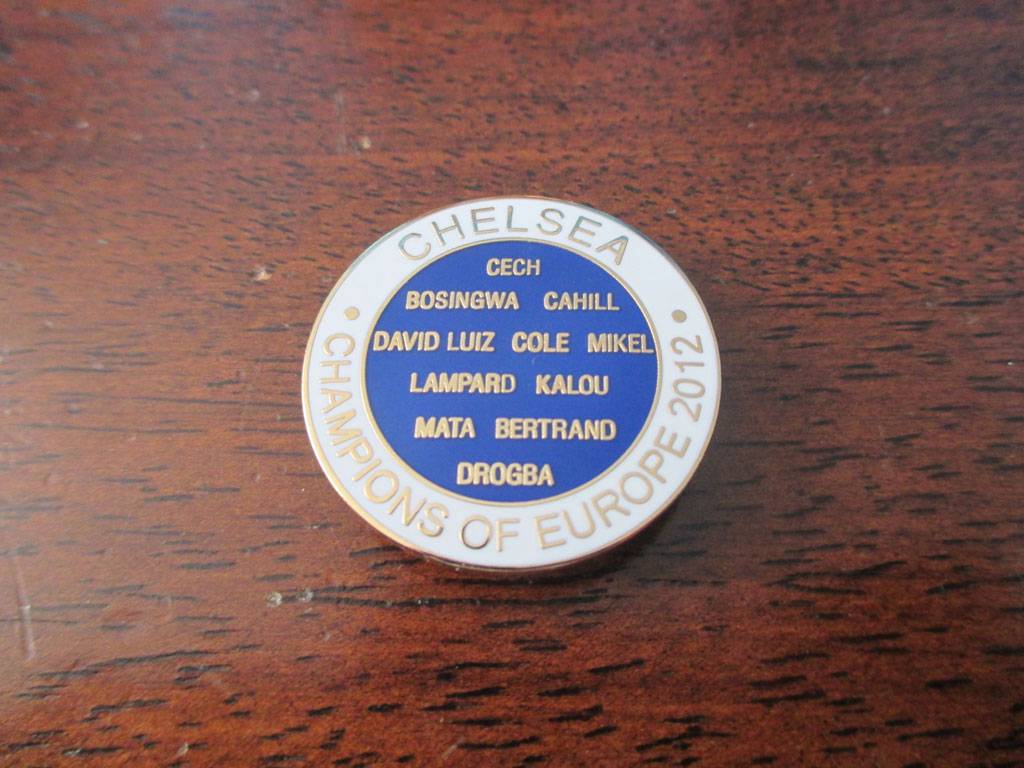 CHELSEA
CECH
BOSINGWA CAHILL
DAVID LUIZ COLE MIKEL
LAMPARD KALOU
MATA BERTRAND
DROGBA
• CHAMPIONS OF EUROPE 2012 •